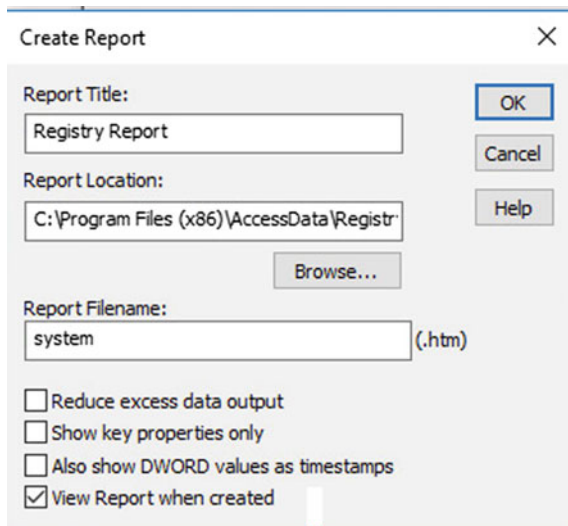 Create Report
Report Title:
OK
Registry Report
Cancel
Report Location:
Help
C:\Program Files (x86)\AccessData\Registr
Browse...
Report Filename:
system
(.htm)
Reduce excess data output
Show key properties only
Also show DWORD values as timestamps
View Report when created